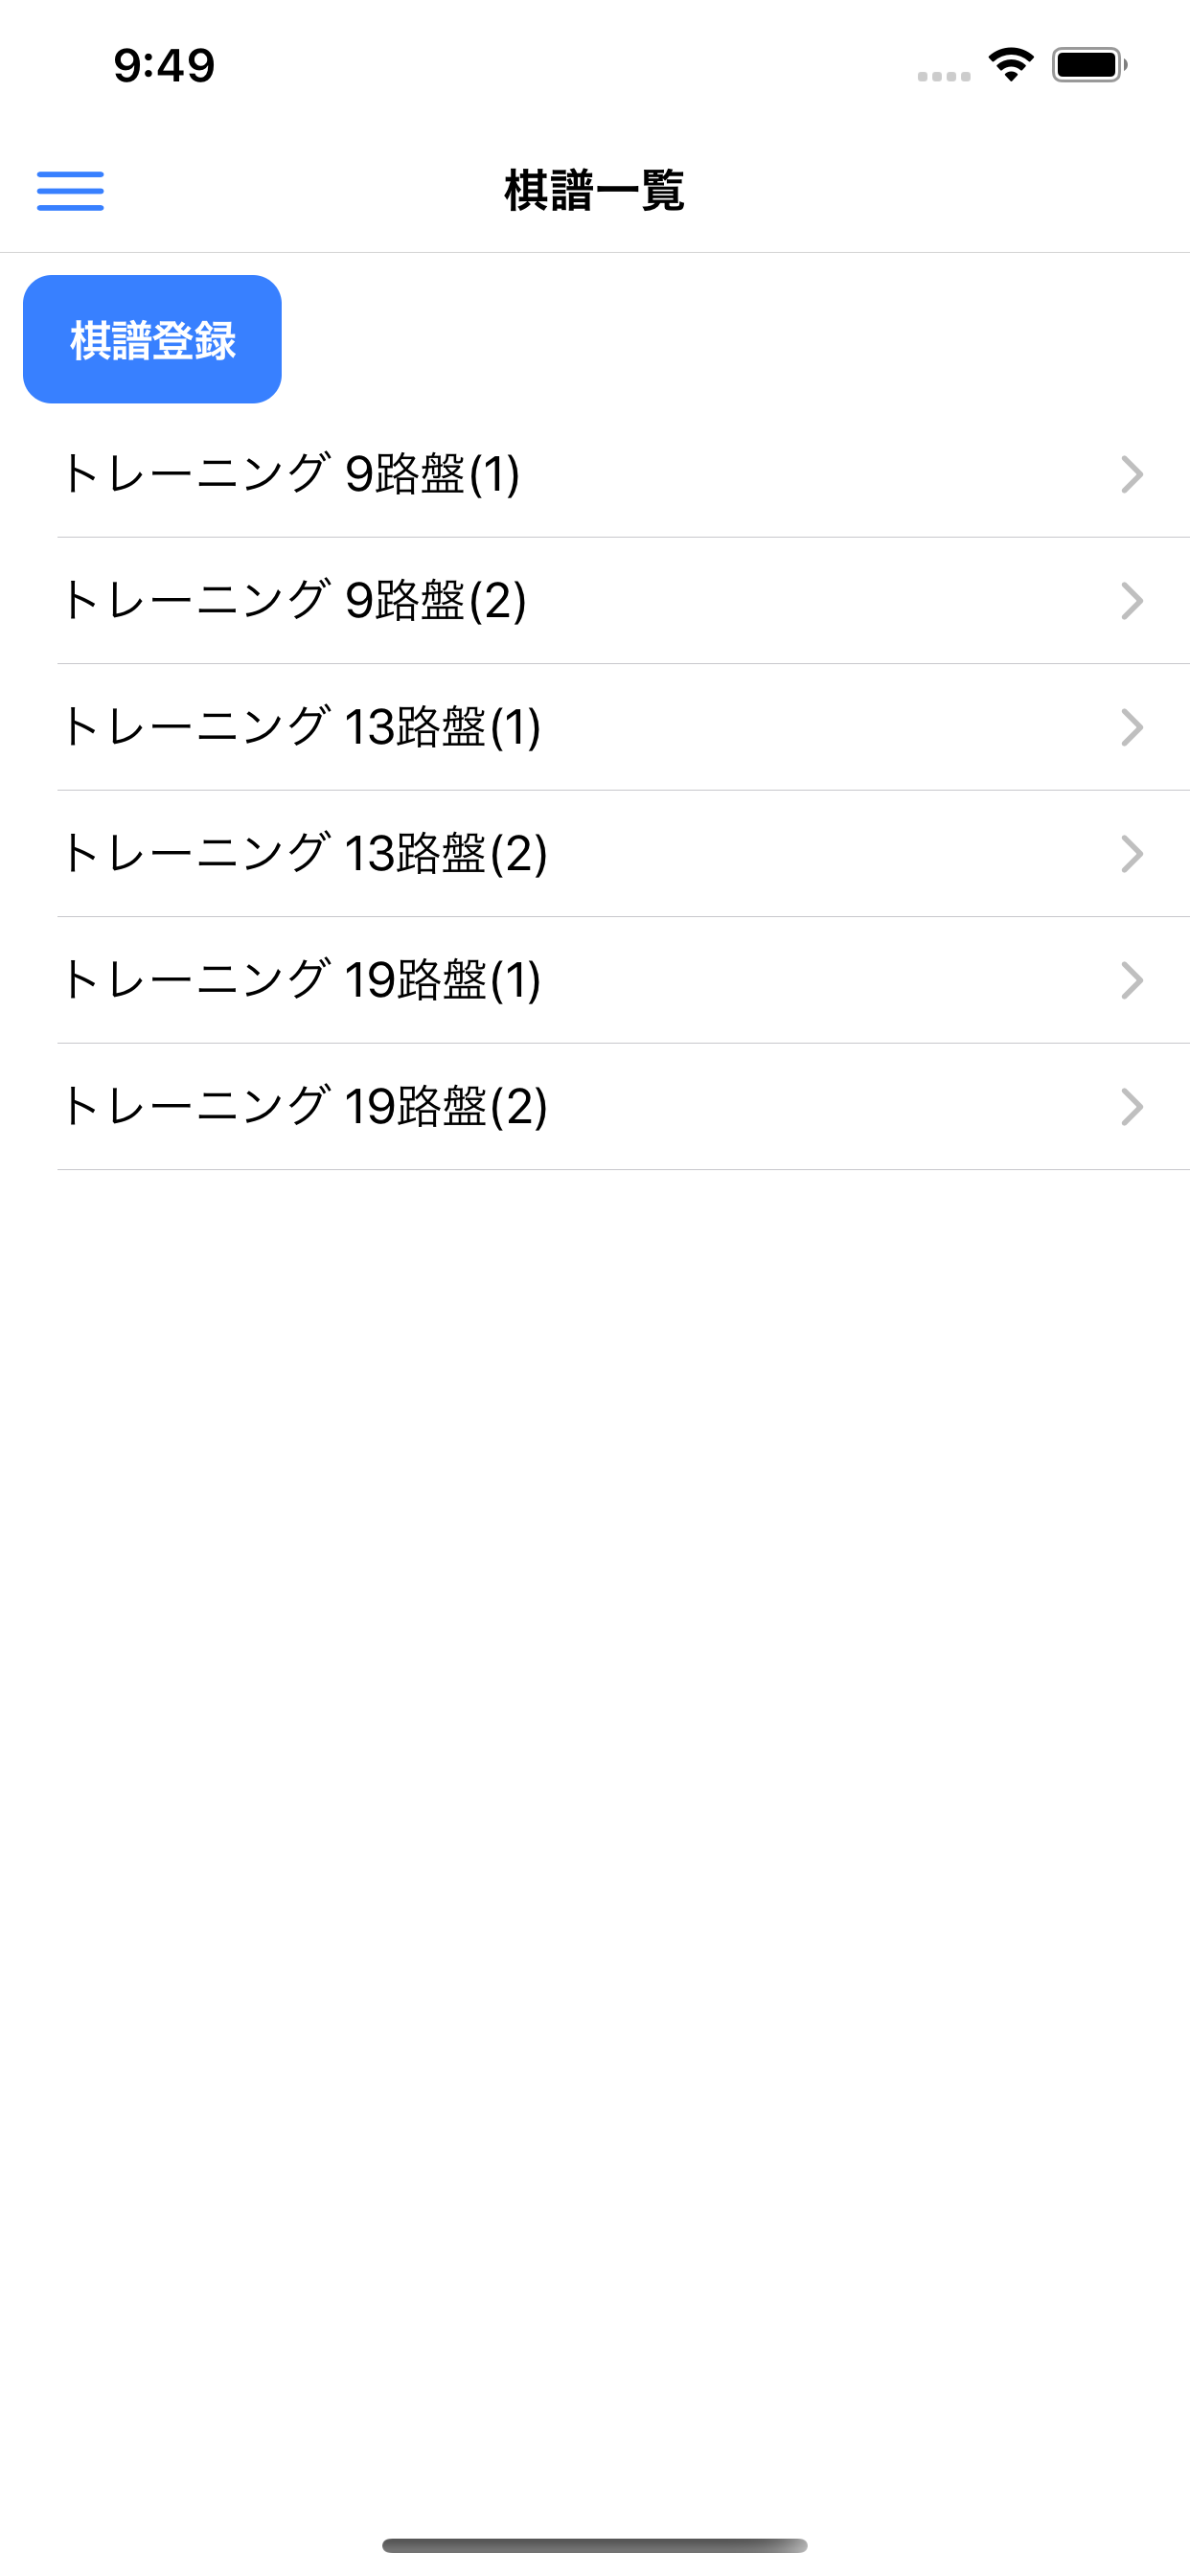 9:49
棋譜一覧
棋譜登録
トレーニング 9路盤(1)
トレーニング 9路盤(2)
トレーニング 13路盤(1)
トレーニング 13路盤(2)
トレーニング 19路盤(1)
トレーニング 19路盤(2)